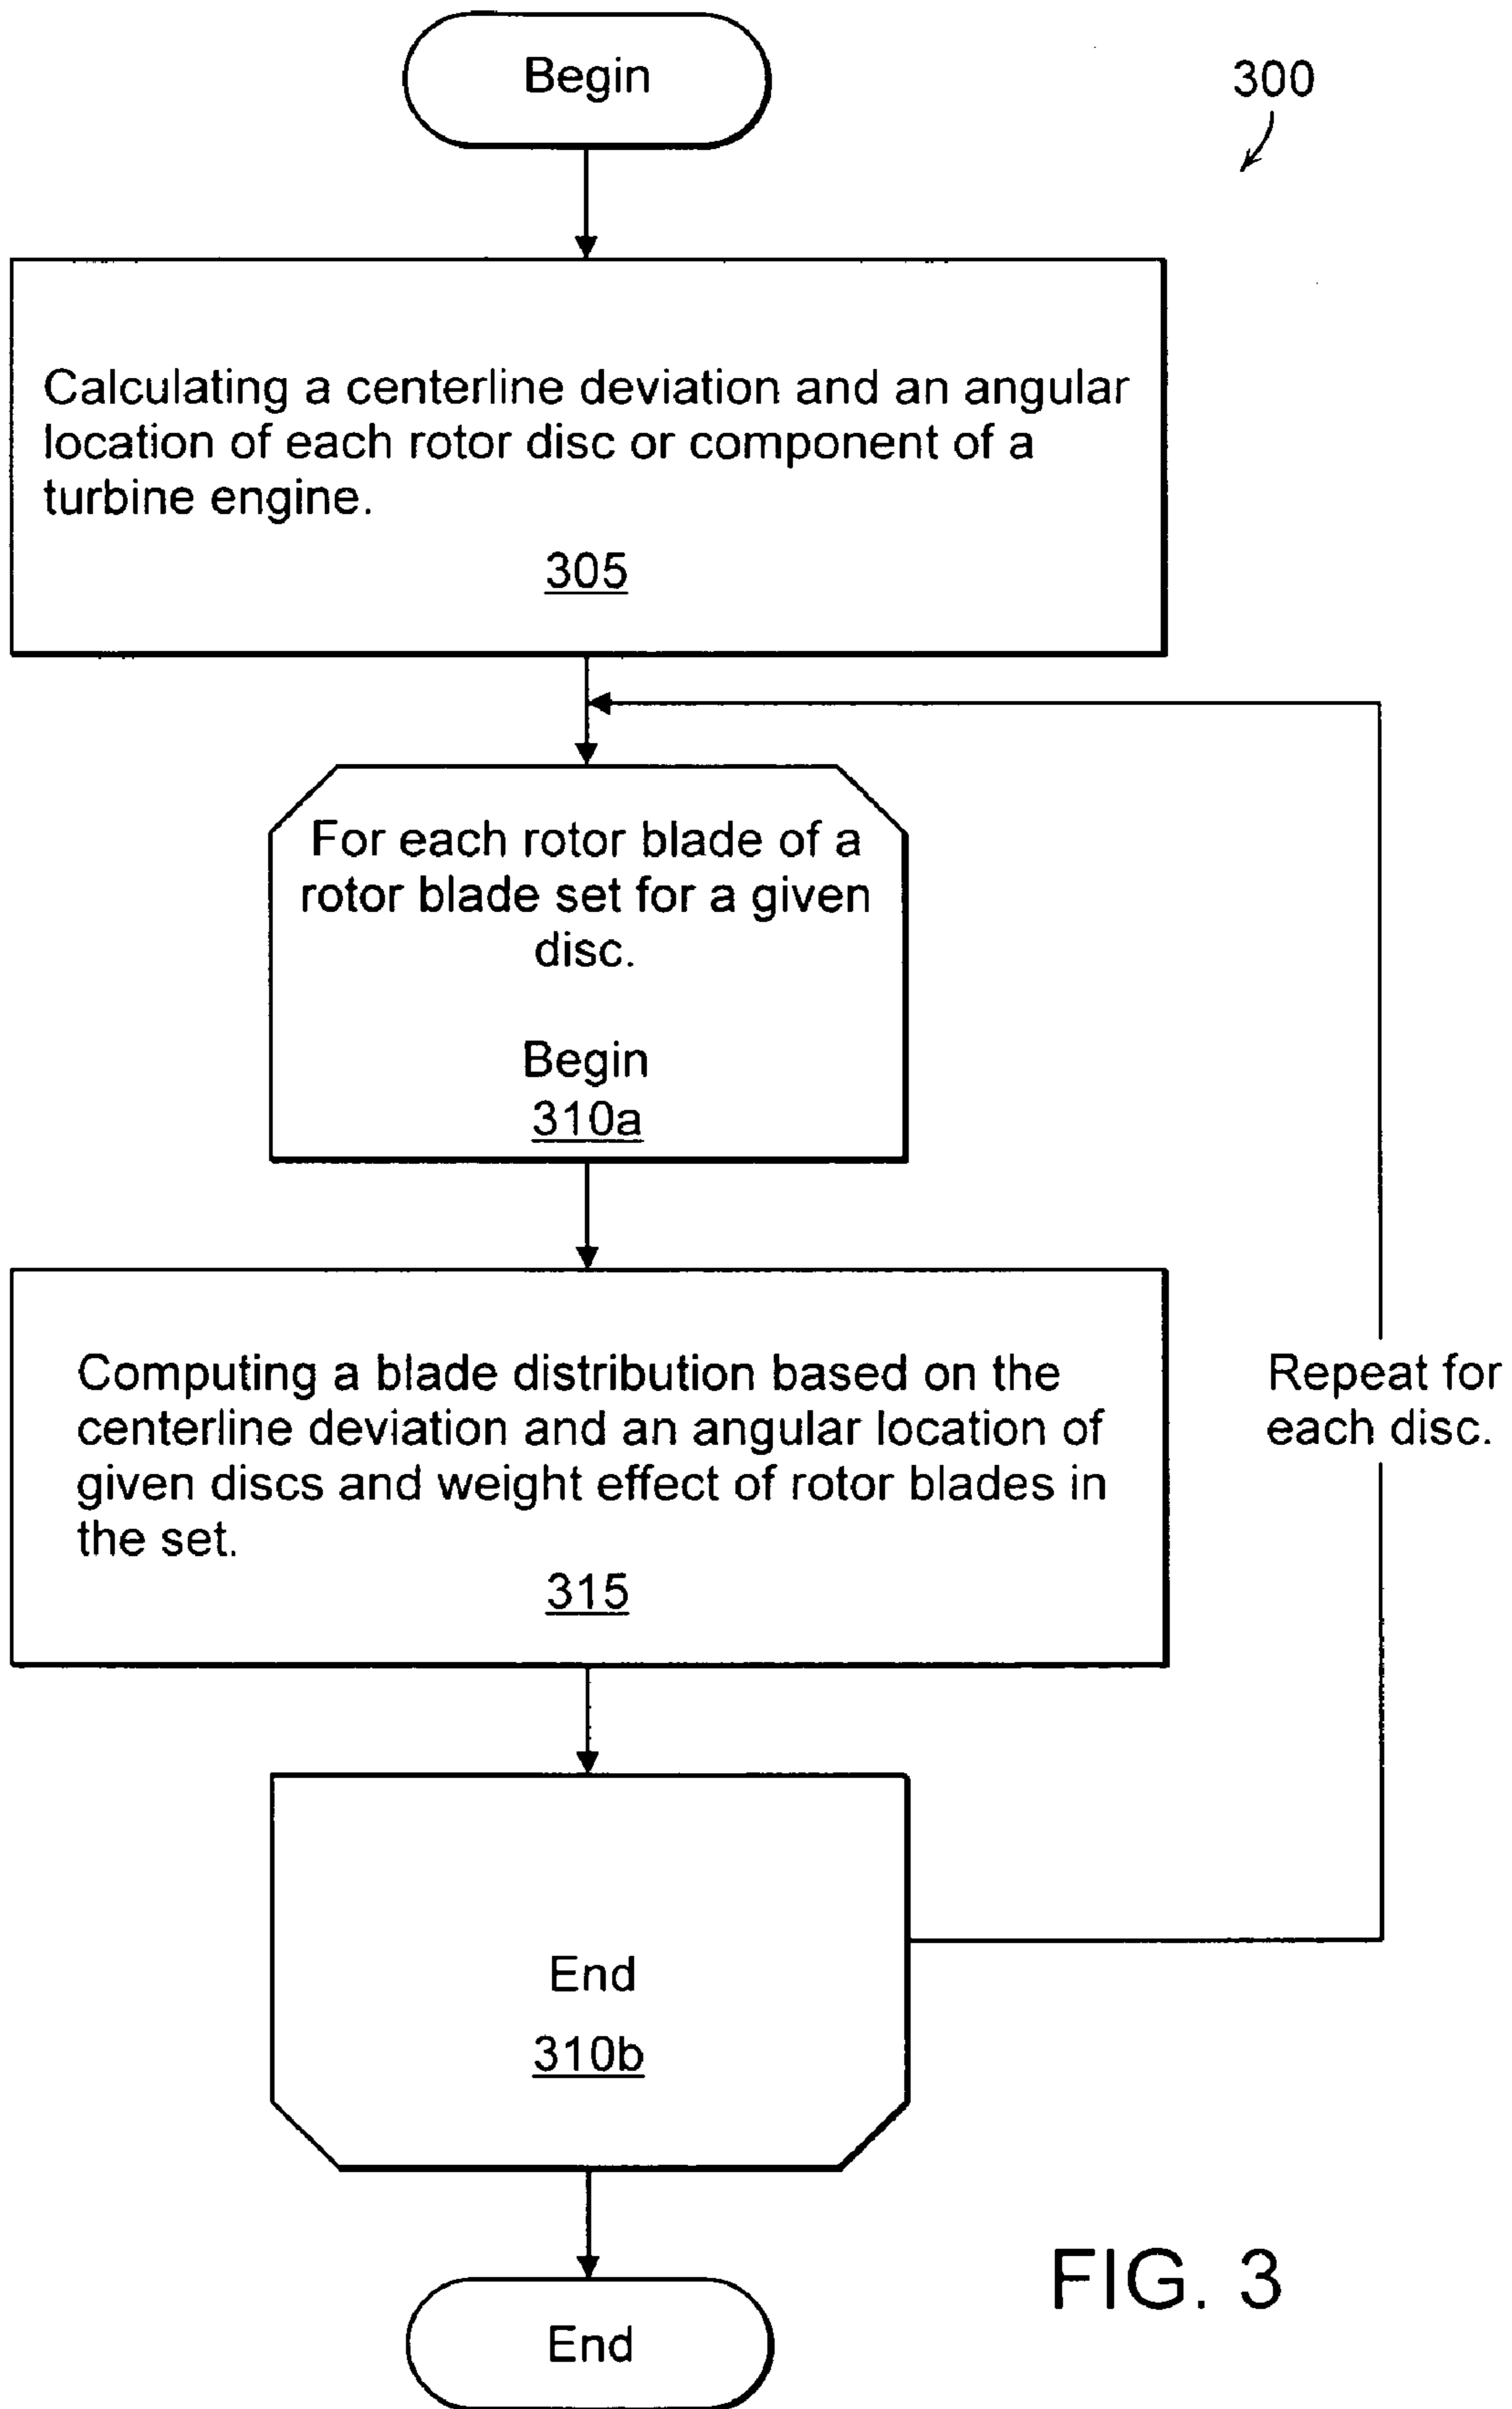 Begin
300
Calculating a centerline deviation and an angular
location of each rotor disc or component of a
turbine engine.
305
For each rotor blade of a
rotor blade set for a given
disc.
Begin
310a
Computing a blade distribution based on the
centerline deviation and an angular location of
given discs and weight effect of rotor blades in
the set.
315
Repeat for
each disc.
End
310b
End
FIG. 3